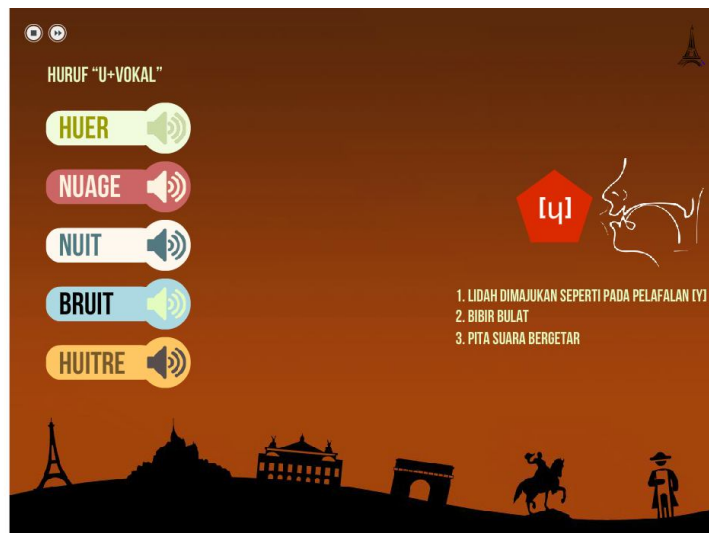 HURUF “U+VOKAL”
HUER
NUAGE
NUIT
BRUIT
HUITRE
[ɥ]
1. LIDAH DIMAJUKAN SEPERTI PADA PELAFALAN [Y]
2. BIBIR BULAT
3. PITA SUARA BERGETAR